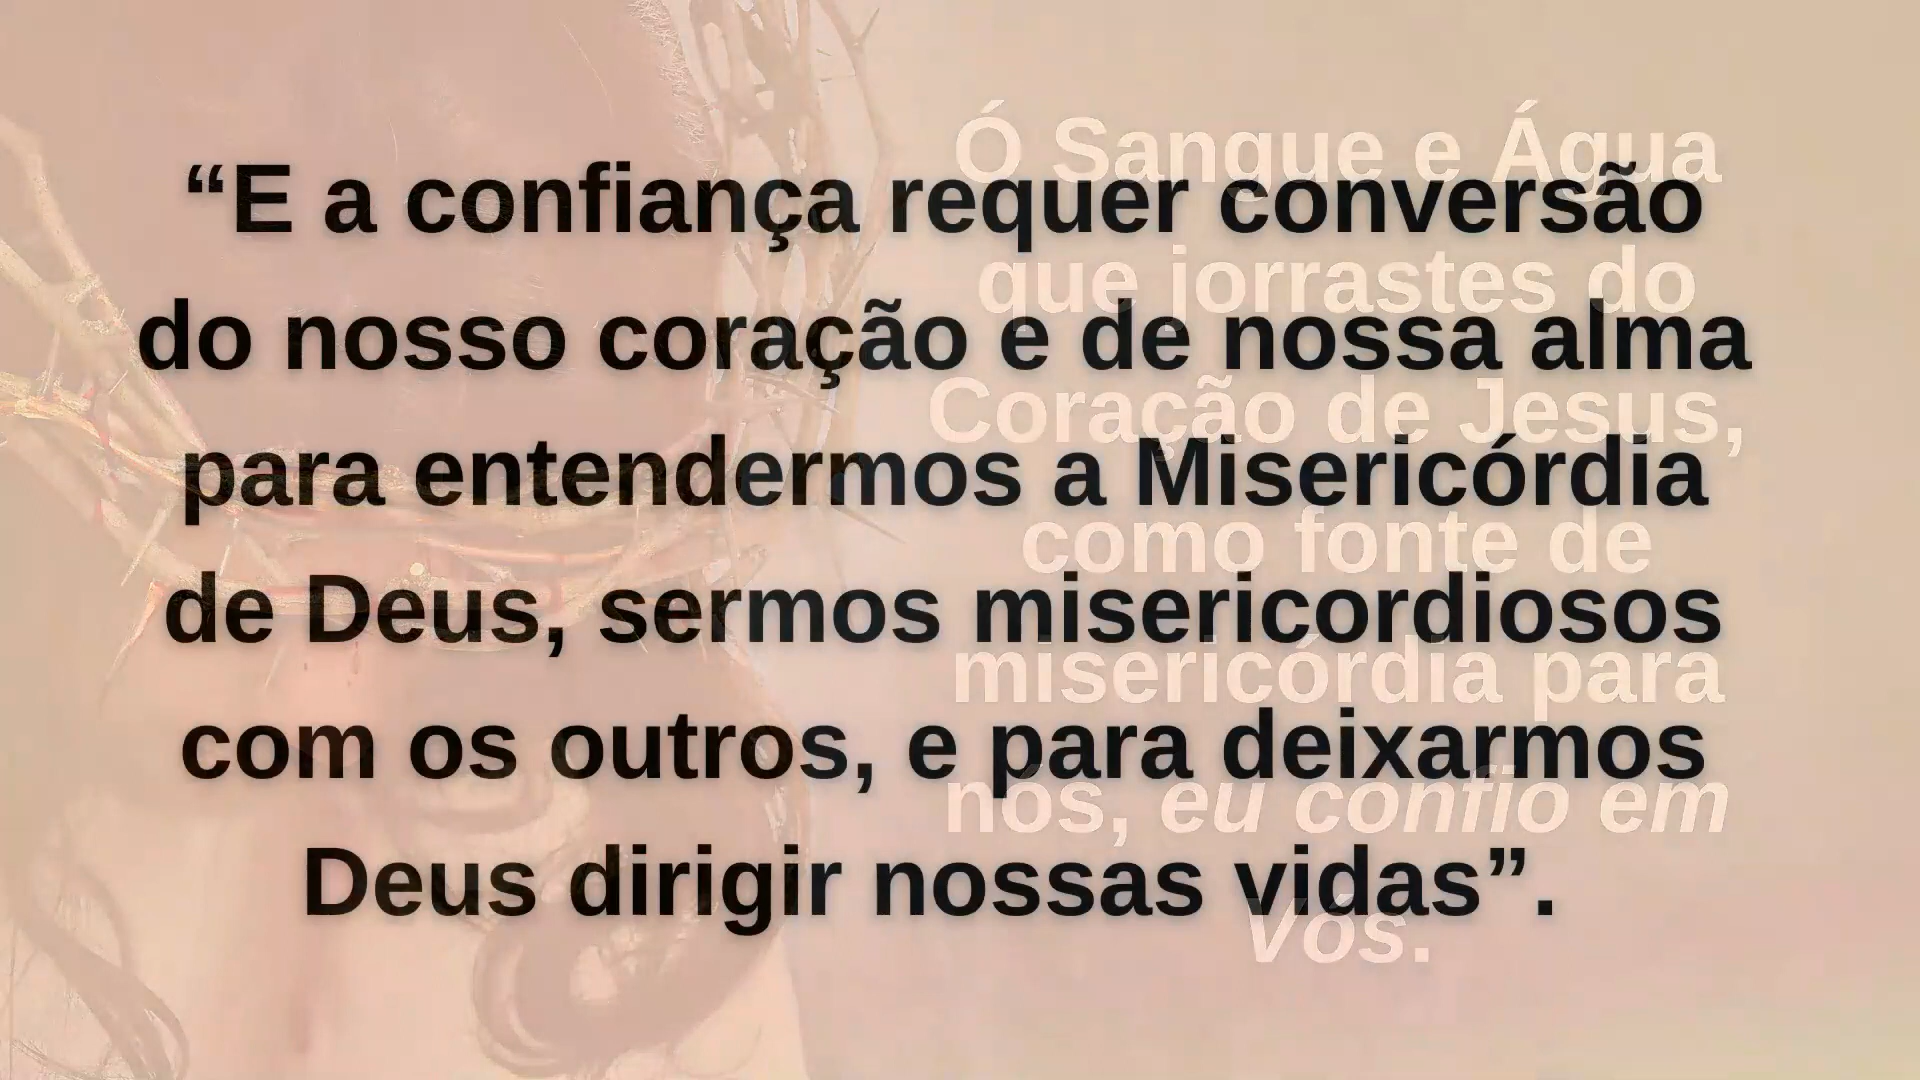 “E a confiança requer conversão
do nosso coração e de nossa alma
para entendermos a Misericórdia
de Deus, sermos misericordiosos
com os outros, e para deixarmos
Deus dirigir nossas vidas”.
Ó Sangue e Água
que jorrastes do
Coração de Jesus,
como fonte de
misericórdia para
nós, eu confio em
Vós.